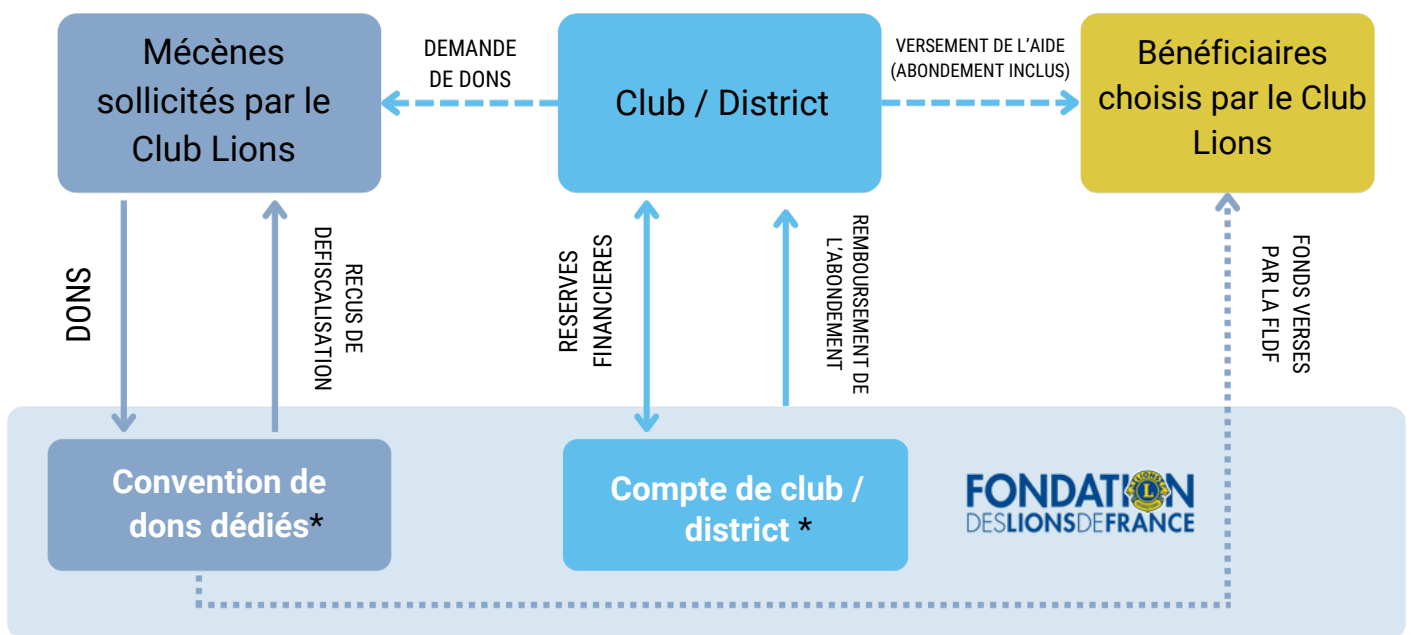 Mécènes
sollicités par le
Club Lions
DEMANDE
DE DONS
Club / District
VERSEMENT DE L'AIDE
(ABONDEMENT INCLUS)
Bénéficiaires
choisis par le Club
Lions
DONS
RECUS DE
DEFISCALISATION
RESERVES
FINANCIERES
REMBOURSEMENT DE
L'ABONDEMENT
FONDS VERSES
PAR LA FLDF
Convention de
dons dédiés*
Compte de club /
district *
FONDATION
DESLIONSDEFRANCE